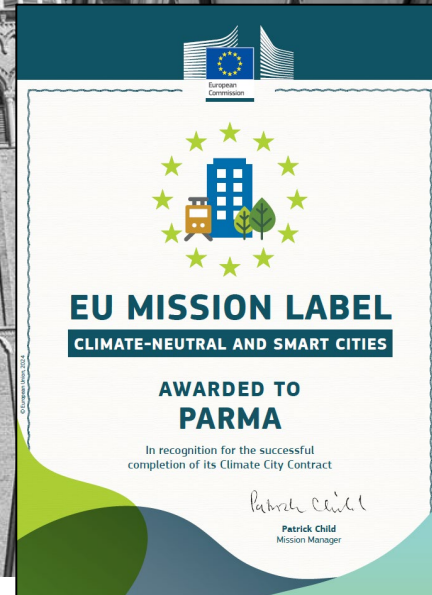 European
Commission
EU MISSION LABEL
CLIMATE-NEUTRAL AND SMART CITIES
AWARDED TO
PARMA
In recognition for the successful
completion of its Climate City Contract
Patrick Child
Patrick Child
Mission Manager
© European Union, 2024